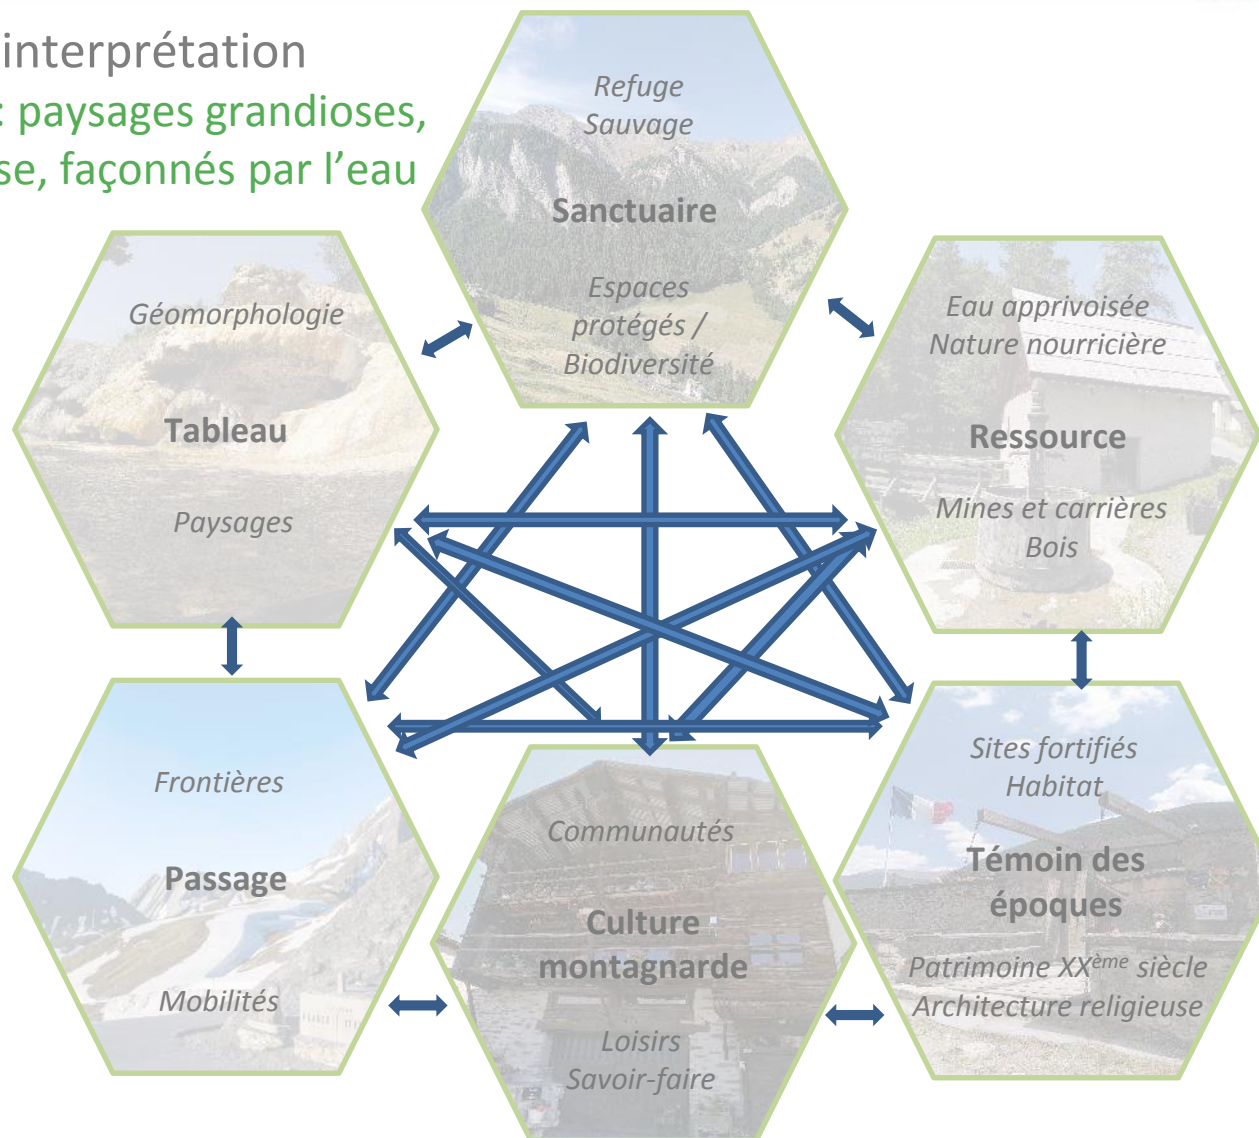 interprétation
: paysages grandioses,
se, façonnés par l'eau
Refuge
Sauvage
Sanctuaire
Espaces
protégés /
Biodiversité
Géomorphologie
Tableau
Paysages
Eau apprivoisée
Nature nourricière
Ressource
Mines et carrières
Bois
Frontières
Passage
Mobilités
Communautés
Culture
montagnarde
Loisirs
Savoir-faire
Sites fortifiés
Habitat
Témoin des
époques
Patrimoine XXème siècle
Architecture religieuse